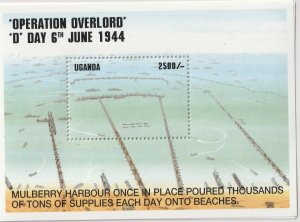 'OPERATION OVERLORD'
'D' DAY 6TH JUNE 1944
UGANDA 2500/-
MULBERRY HARBOUR ONCE IN PLACE POURED THOUSANDS
OF TONS OF SUPPLIES EACH DAY ONTO BEACHES.